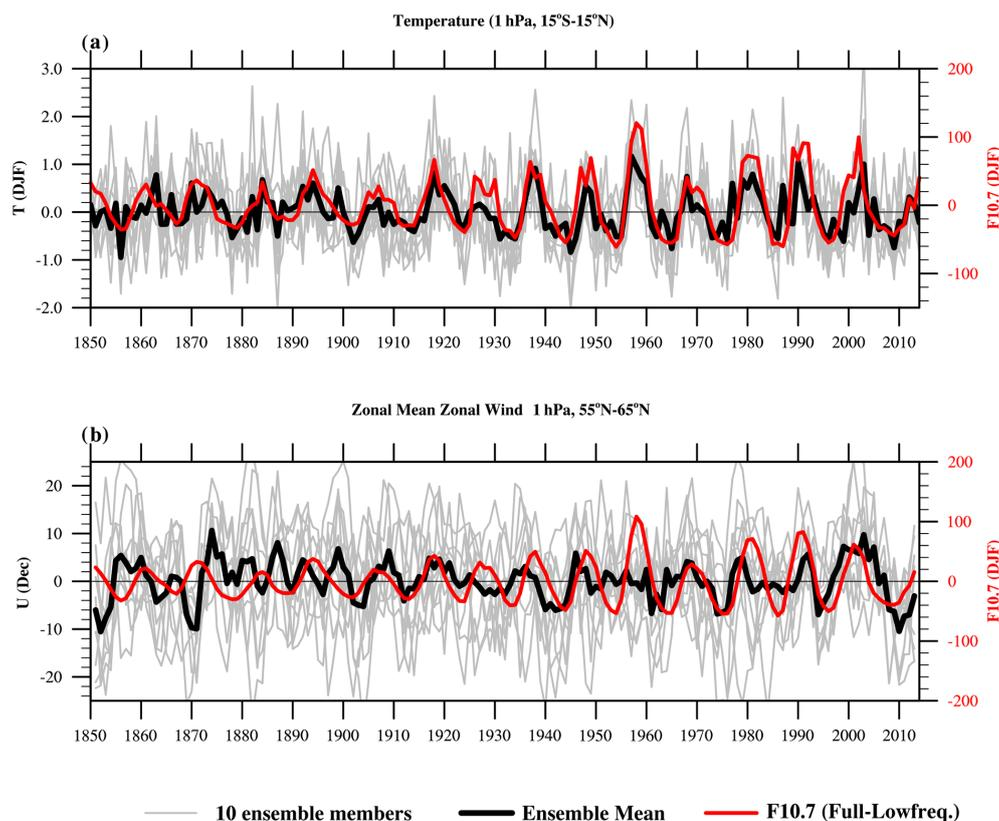 Temperature (1 hPa, 15°S-15°N)
(a)
T (DJF)
3.0
2.0
1.0
0.0
-1.0
-2.0
200
100
0
-100
F10.7 (DJF)
1850 1860 1870 1880 1890 1900 1910 1920 1930 1940 1950 1960 1970 1980 1990 2000 2010
Zonal Mean Zonal Wind 1 hPa, 55°N-65°N
(b)
U (Dec)
20
10
0
-10
-20
200
100
0
-100
-200
F10.7 (DJF)
1850 1860 1870 1880 1890 1900 1910 1920 1930 1940 1950 1960 1970 1980 1990 2000 2010
10 ensemble members
Ensemble Mean
F10.7 (Full-Lowfreq.)